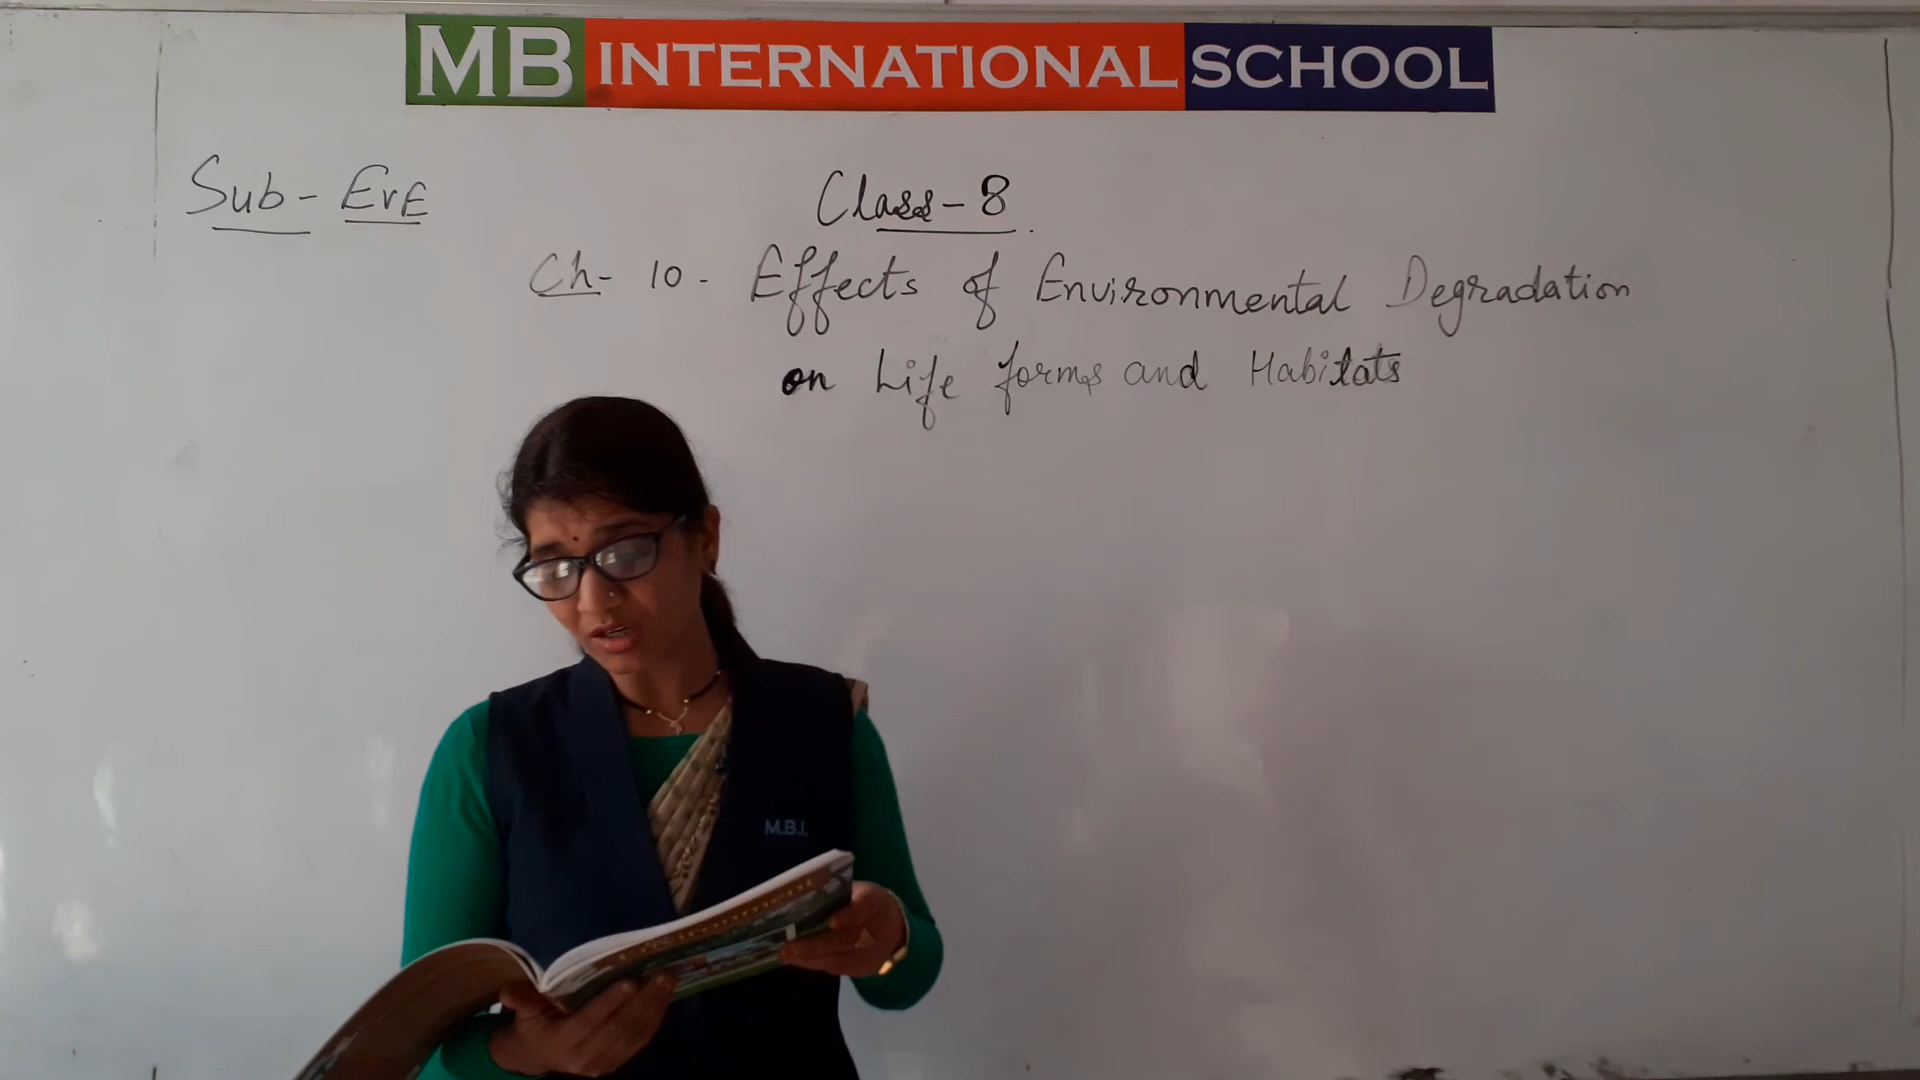 MB INTERNATIONAL SCHOOL
Sub- EVE
Class-8
Ch- 10. Effects of Environmental Degradation
on Life forms and Habitats
M.B.I.